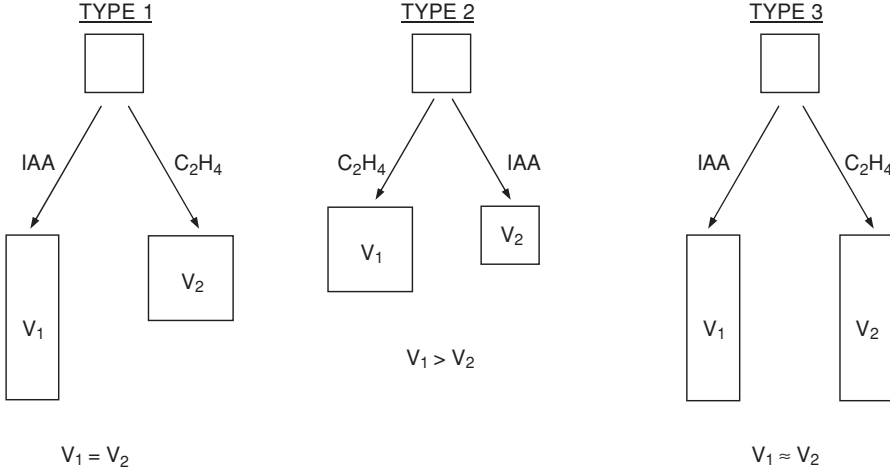 TYPE 1
IAA
C₂H₄
V₁
V₂
V₁ = V₂
TYPE 2
C₂H₄
IAA
V₁
V₂
V₁ > V₂
TYPE 3
IAA
C₂H₄
V₁
V₂
V₁ ≈ V₂